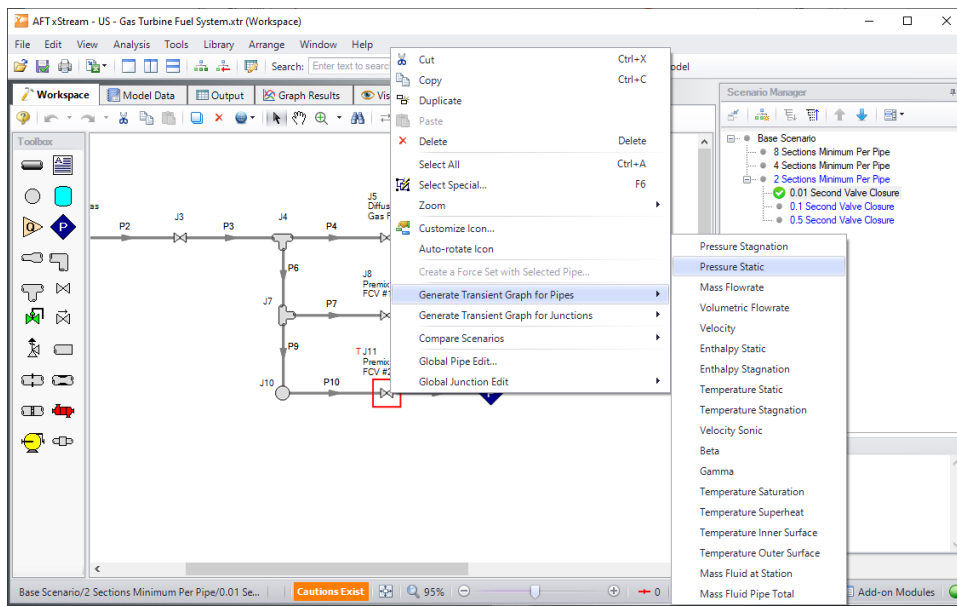 AFT xStream - US - Gas Turbine Fuel System.xtr (Workspace)
File Edit View Analysis Tools Library Arrange Window Help
Search: Enter text to searc
odel
Workspace Model Data Output Graph Results Vis
Toolbox
Cut Ctrl+X
Copy Ctrl+C
Duplicate
Paste
Delete Delete
Select All Ctrl+A
Select Special... F6
Zoom
Customize Icon...
Auto-rotate Icon
Create a Force Set with Selected Pipe...
Generate Transient Graph for Pipes
Generate Transient Graph for Junctions
Compare Scenarios
Global Pipe Edit...
Global Junction Edit
Pressure Stagnation
Pressure Static
Mass Flowrate
Volumetric Flowrate
Velocity
Enthalpy Static
Enthalpy Stagnation
Temperature Static
Temperature Stagnation
Velocity Sonic
Beta
Gamma
Temperature Saturation
Temperature Superheat
Temperature Inner Surface
Temperature Outer Surface
Mass Fluid at Station
Mass Fluid Pipe Total
Scenario Manager
Base Scenario
8 Sections Minimum Per Pipe
4 Sections Minimum Per Pipe
2 Sections Minimum Per Pipe
0.01 Second Valve Closure
0.1 Second Valve Closure
0.5 Second Valve Closure
as
P2
J3
P3
J4
P4
J5
Diffus
Gas F
P6
J7
P7
J8
Premix
FCV #1
P9
J10
P10
T J11
Premix
FCV #2
P
P
Base Scenario/2 Sections Minimum Per Pipe/0.01 Se...
Cautions Exist
95%
0
Add-on Modules